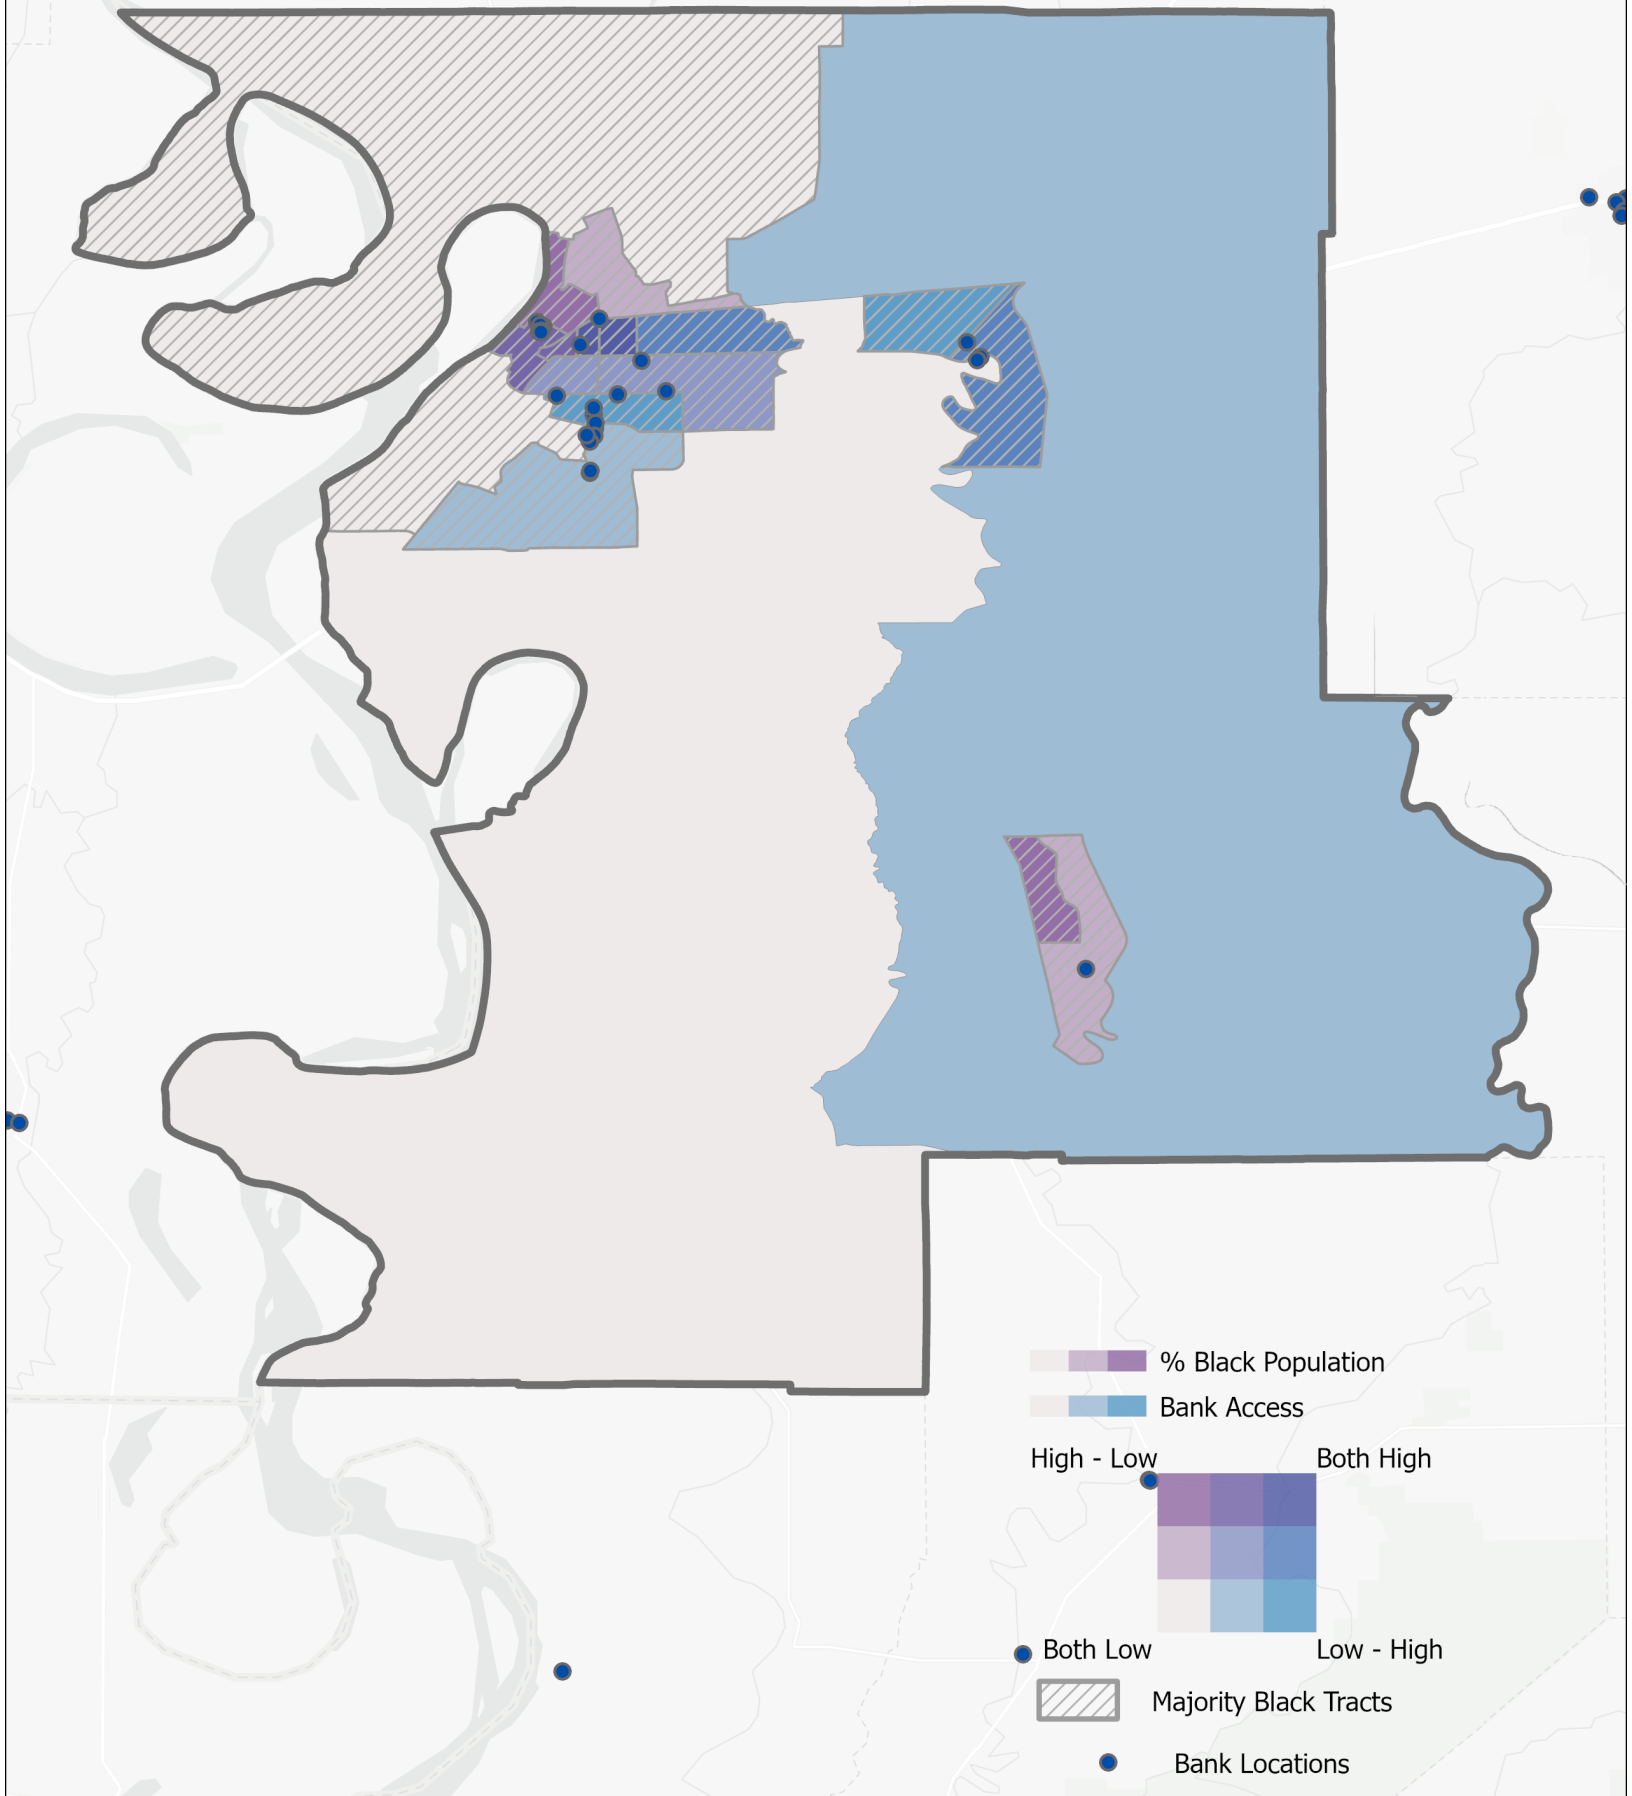 % Black Population
Bank Access
High - Low
Both High
Both Low
Low - High
Majority Black Tracts
Bank Locations